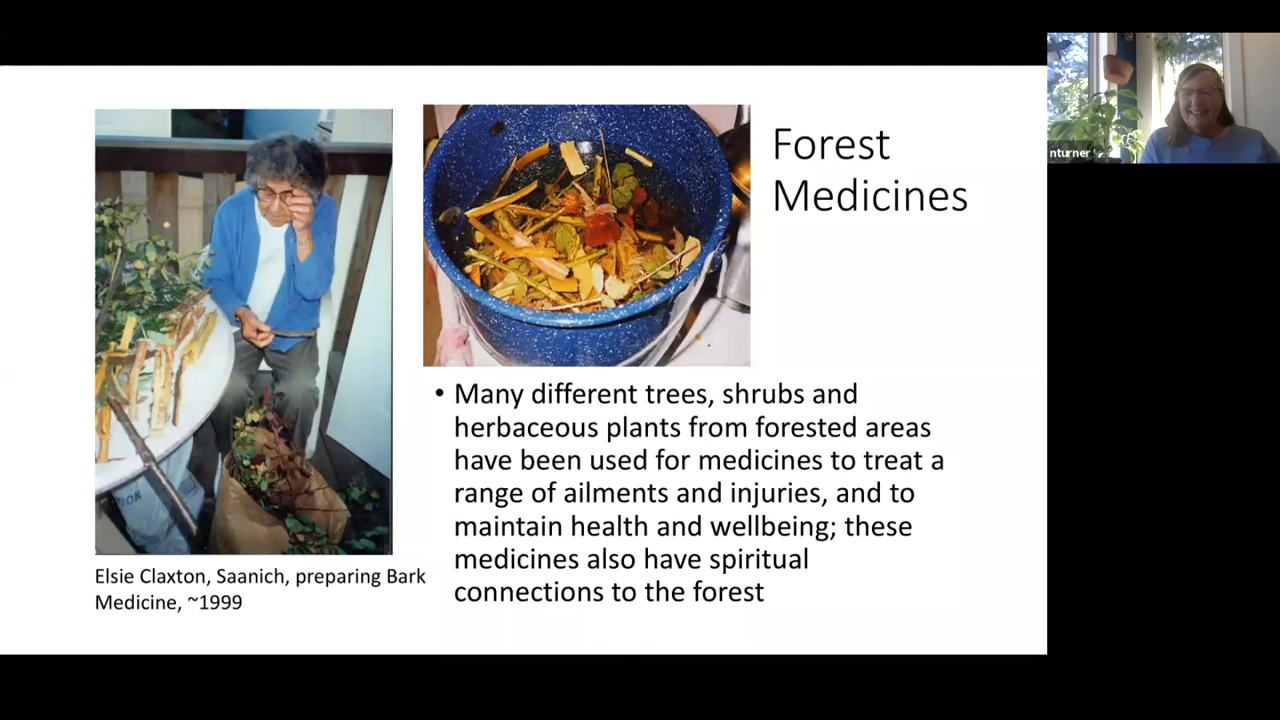 Forest
Medicines
nturner
• Many different trees, shrubs and
herbaceous plants from forested areas
have been used for medicines to treat a
range of ailments and injuries, and to
maintain health and wellbeing; these
medicines also have spiritual
connections to the forest
Elsie Claxton, Saanich, preparing Bark
Medicine, ~1999